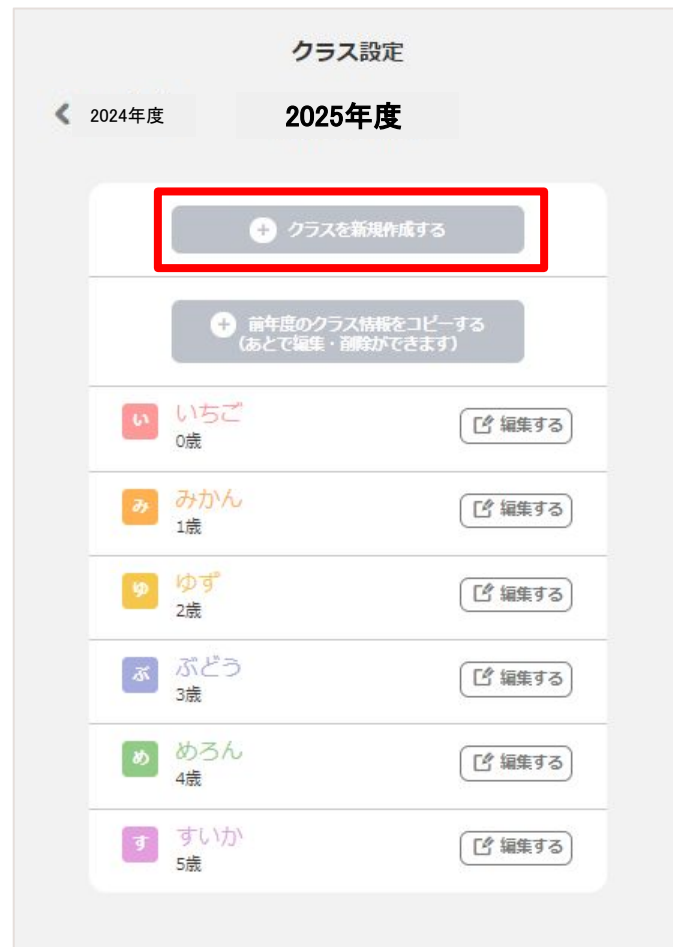 クラス設定
2024年度
2025年度
クラスを新規作成する
前年度のクラス情報をコピーする
(あとで編集・削除ができます)
い いちご 編集する
0歳
み みかん 編集する
1歳
ゆ ゆず 編集する
2歳
ぶ ぶどう 編集する
3歳
め めろん 編集する
4歳
す すいか 編集する
5歳